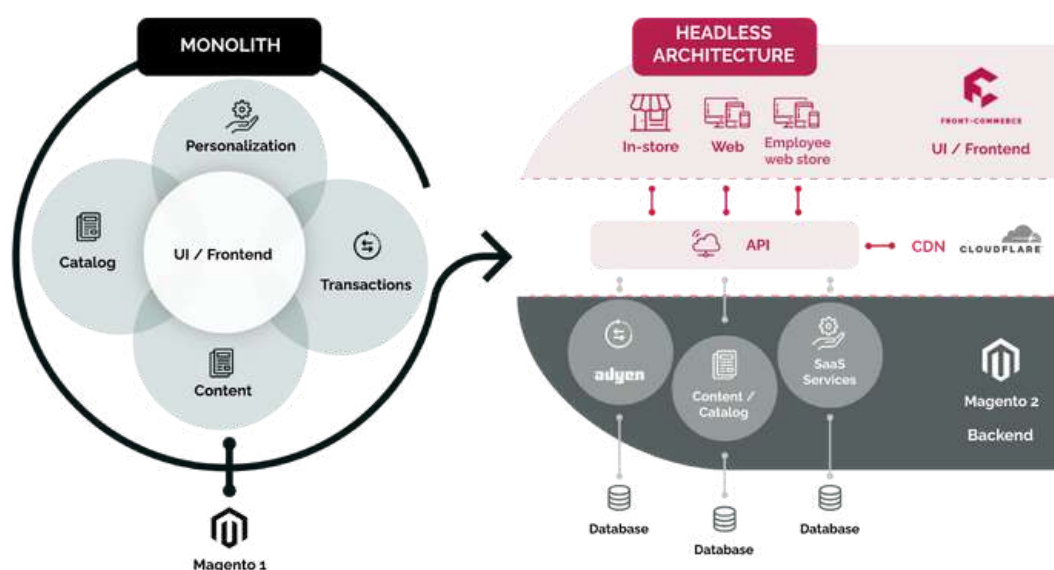 MONOLITH
Personalization
Catalog
UI / Frontend
Transactions
Content
Magento 1
HEADLESS
ARCHITECTURE
In-store
Web
Employee
web store
FRONT-COMMERCE
UI / Frontend
API
CDN
CLOUDFLARE
adyen
Content /
Catalog
SaaS
Services
Magento 2
Backend
Database
Database
Database